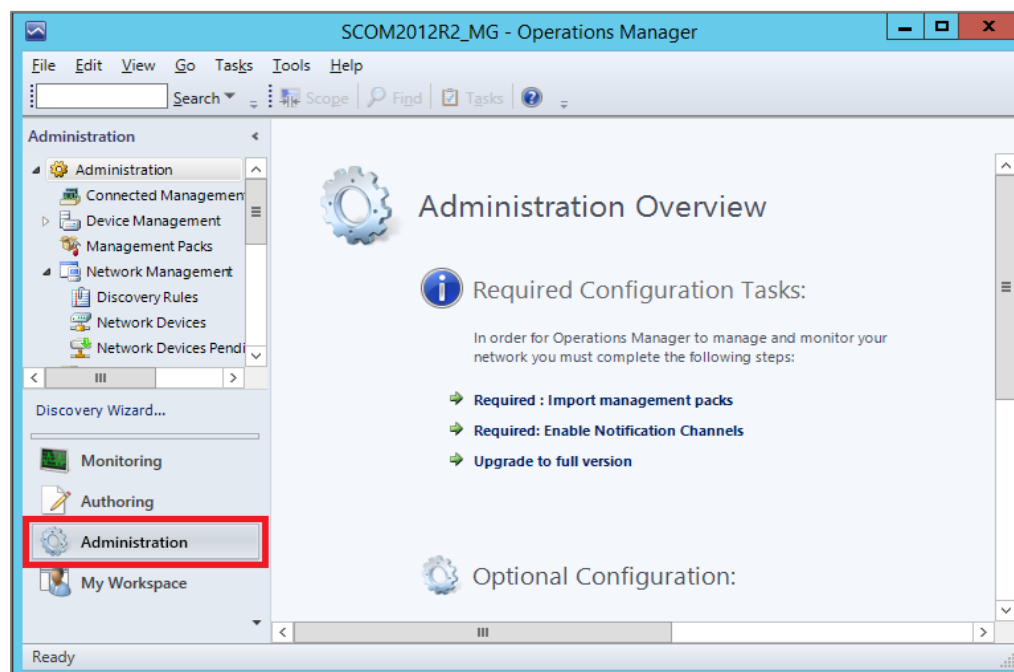 SCOM2012R2_MG - Operations Manager
File Edit View Go Tasks Tools Help
Search Scope Find Tasks
Administration
Administration
Connected Managemen
Device Management
Management Packs
Network Management
Discovery Rules
Network Devices
Network Devices Pendi
Discovery Wizard...
Monitoring
Authoring
Administration
My Workspace
Administration Overview
Required Configuration Tasks:
In order for Operations Manager to manage and monitor your
network you must complete the following steps:
Required : Import management packs
Required: Enable Notification Channels
Upgrade to full version
Optional Configuration:
Ready